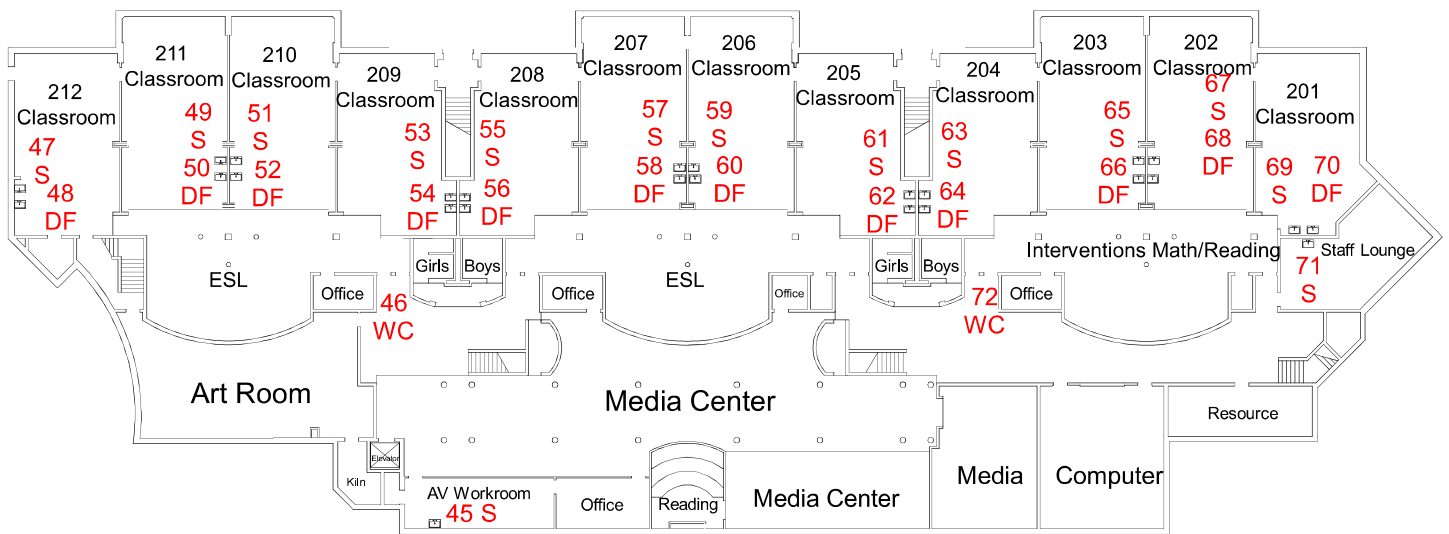 211
Classroom
210
Classroom
207
Classroom
206
Classroom
203
Classroom
202
Classroom
212
Classroom
209
Classroom
208
Classroom
205
Classroom
204
Classroom
201
Classroom
47
S
48
DF
49
S
50
DF
51
S
52
DF
53
S
54
DF
55
S
56
DF
57
S
58
DF
59
S
60
DF
61
S
62
DF
63
S
64
DF
65
S
66
DF
67
S
68
DF
69
S
70
DF
ESL
Office
46
WC
Girls
Boys
Office
ESL
Office
Girls
Boys
72
WC
Office
Interventions Math/Reading
Staff Lounge
71
S
Art Room
Media Center
Resource
Elevator
Kiln
AV Workroom
45 S
Office
Reading
Media Center
Media
Computer